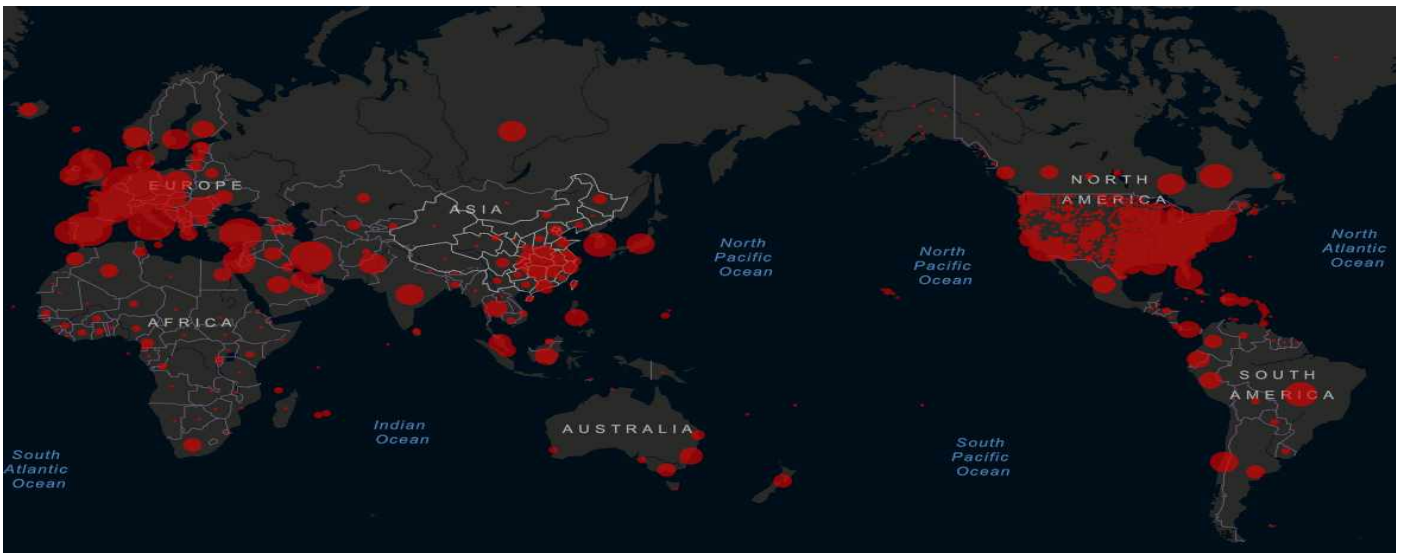 EUROPE
ASIA
NORTH
AMERICA
North
Pacific
Ocean
North
Pacific
Ocean
North
Atlantic
Ocean
AFRICA
SOUTH
AMERICA
Indian
Ocean
AUSTRALIA
South
Atlantic
Ocean
South
Pacific
Ocean